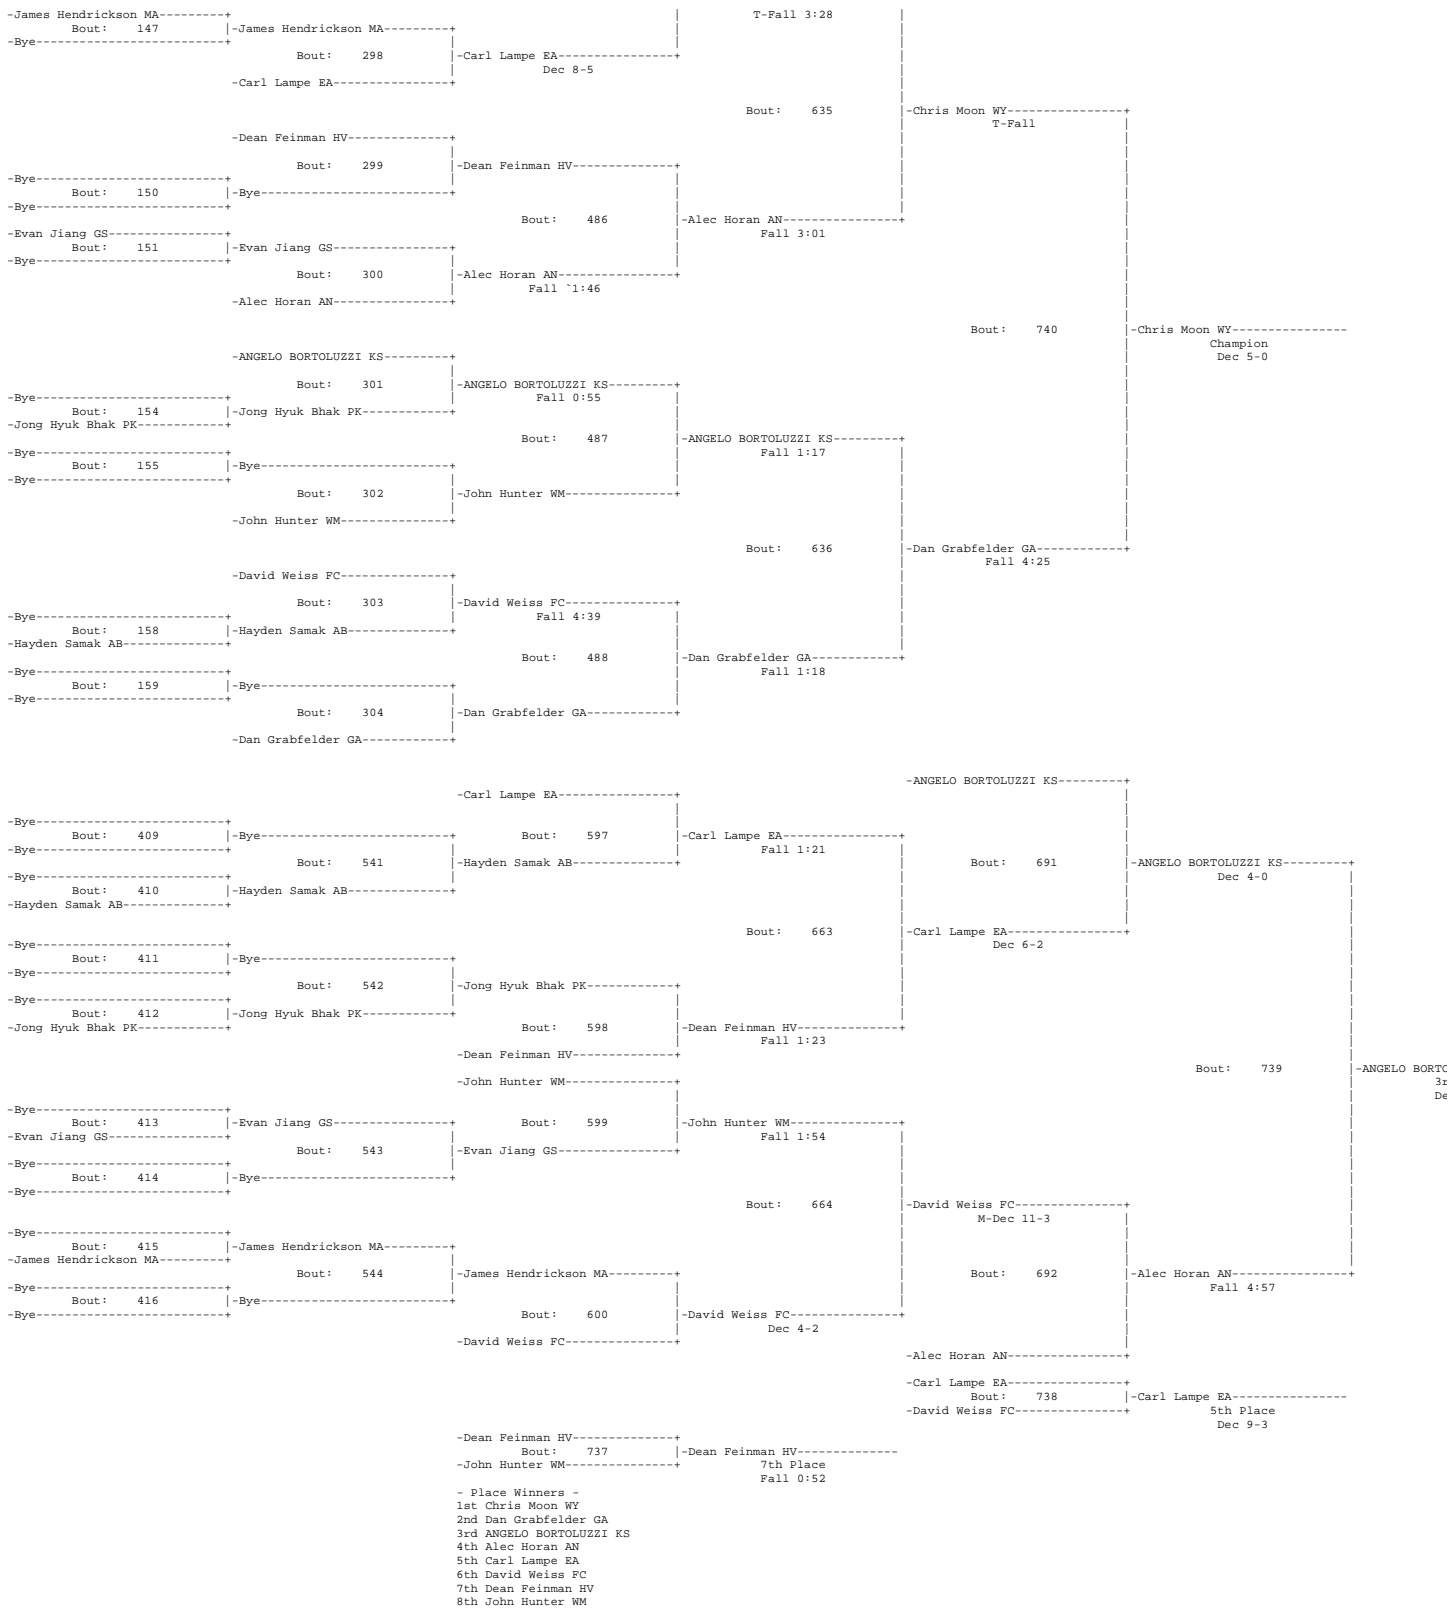 -James Hendrickson MA---------+ | T-Fall 3:28 |
Bout: 147 |-James Hendrickson MA---------+ | |
-Bye--------------------------+ | | |
Bout: 298 |-Carl Lampe EA----------------+ |
| Dec 8-5 |
-Carl Lampe EA----------------+ |
|
Bout: 635 |-Chris Moon WY----------------+
| T-Fall |
-Dean Feinman HV--------------+ | |
| | |
Bout: 299 |-Dean Feinman HV--------------+ | |
-Bye--------------------------+ | | | |
Bout: 150 |-Bye--------------------------+ | | |
-Bye--------------------------+ | | |
Bout: 486 |-Alec Horan AN----------------+ |
-Evan Jiang GS----------------+ | Fall 3:01 |
Bout: 151 |-Evan Jiang GS----------------+ | |
-Bye--------------------------+ | | |
Bout: 300 |-Alec Horan AN----------------+ |
| Fall `1:46 |
-Alec Horan AN----------------+ |
|
Bout: 740 |-Chris Moon WY---------------
| Champion
-ANGELO BORTOLUZZI KS---------+ | Dec 5-0
| |
Bout: 301 |-ANGELO BORTOLUZZI KS---------+ |
-Bye--------------------------+ | Fall 0:55 | |
Bout: 154 |-Jong Hyuk Bhak PK------------+ | |
-Jong Hyuk Bhak PK------------+ | |
Bout: 487 |-ANGELO BORTOLUZZI KS---------+ |
-Bye--------------------------+ | Fall 1:17 | |
Bout: 155 |-Bye--------------------------+ | | |
-Bye--------------------------+ | | | |
Bout: 302 |-John Hunter WM---------------+ | |
| | |
-John Hunter WM---------------+ | |
| |
Bout: 636 |-Dan Grabfelder GA------------+
| Fall 4:25
-David Weiss FC---------------+ |
| |
Bout: 303 |-David Weiss FC---------------+ |
-Bye--------------------------+ | Fall 4:39 | |
Bout: 158 |-Hayden Samak AB--------------+ | |
-Hayden Samak AB--------------+ | |
Bout: 488 |-Dan Grabfelder GA------------+
-Bye--------------------------+ | Fall 1:18
Bout: 159 |-Bye--------------------------+ |
-Bye--------------------------+ | |
Bout: 304 |-Dan Grabfelder GA------------+
|
-Dan Grabfelder GA------------+
-ANGELO BORTOLUZZI KS---------+
-Carl Lampe EA----------------+ |
| |
-Bye--------------------------+ | |
Bout: 409 |-Bye--------------------------+ Bout: 597 |-Carl Lampe EA----------------+ |
-Bye--------------------------+ | | Fall 1:21 | |
Bout: 541 |-Hayden Samak AB--------------+ | Bout: 691 |-ANGELO BORTOLUZZI KS---------+
-Bye--------------------------+ | | | Dec 4-0 |
Bout: 410 |-Hayden Samak AB--------------+ | | |
-Hayden Samak AB--------------+ | | |
Bout: 663 |-Carl Lampe EA----------------+ |
-Bye--------------------------+ | Dec 6-2 |
Bout: 411 |-Bye--------------------------+ | |
-Bye--------------------------+ | | |
Bout: 542 |-Jong Hyuk Bhak PK------------+ | |
-Bye--------------------------+ | | | |
Bout: 412 |-Jong Hyuk Bhak PK------------+ | | |
-Jong Hyuk Bhak PK------------+ Bout: 598 |-Dean Feinman HV--------------+ |
| Fall 1:23 |
-Dean Feinman HV--------------+ |
Bout: 739 |-ANGELO BORTO
-John Hunter WM---------------+ | 3r
| | De
-Bye--------------------------+ | |
Bout: 413 |-Evan Jiang GS----------------+ Bout: 599 |-John Hunter WM---------------+ |
-Evan Jiang GS----------------+ | | Fall 1:54 | |
Bout: 543 |-Evan Jiang GS----------------+ | |
-Bye--------------------------+ | | |
Bout: 414 |-Bye--------------------------+ | |
-Bye--------------------------+ | |
Bout: 664 |-David Weiss FC---------------+ |
| M-Dec 11-3 | |
-Bye--------------------------+ | | |
Bout: 415 |-James Hendrickson MA---------+ | | |
-James Hendrickson MA---------+ | | | |
Bout: 544 |-James Hendrickson MA---------+ | Bout: 692 |-Alec Horan AN----------------+
-Bye--------------------------+ | | | | Fall 4:57
Bout: 416 |-Bye--------------------------+ | | |
-Bye--------------------------+ Bout: 600 |-David Weiss FC---------------+ |
| Dec 4-2 |
-David Weiss FC---------------+ |
-Alec Horan AN----------------+
-Carl Lampe EA----------------+
Bout: 738 |-Carl Lampe EA---------------
-David Weiss FC---------------+ 5th Place
Dec 9-3
-Dean Feinman HV--------------+
Bout: 737 |-Dean Feinman HV-------------
-John Hunter WM---------------+ 7th Place
Fall 0:52
- Place Winners -
1st Chris Moon WY
2nd Dan Grabfelder GA
3rd ANGELO BORTOLUZZI KS
4th Alec Horan AN
5th Carl Lampe EA
6th David Weiss FC
7th Dean Feinman HV
8th John Hunter WM